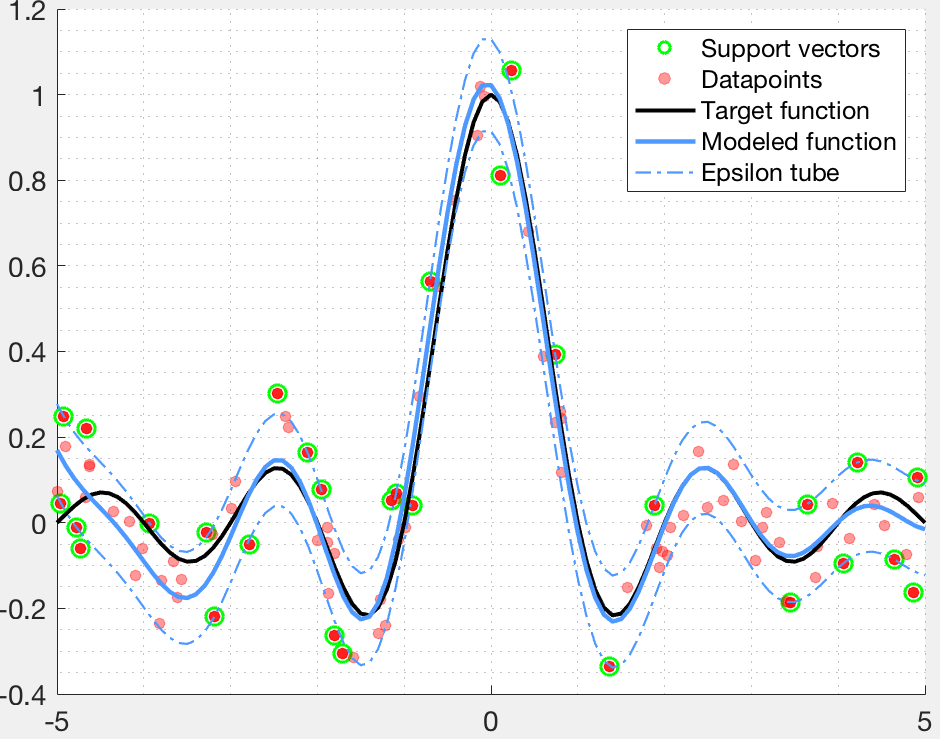 1.2
1
0.8
0.6
0.4
0.2
0
-0.2
-0.4
-5
0
5
Support vectors
Datapoints
Target function
Modeled function
Epsilon tube